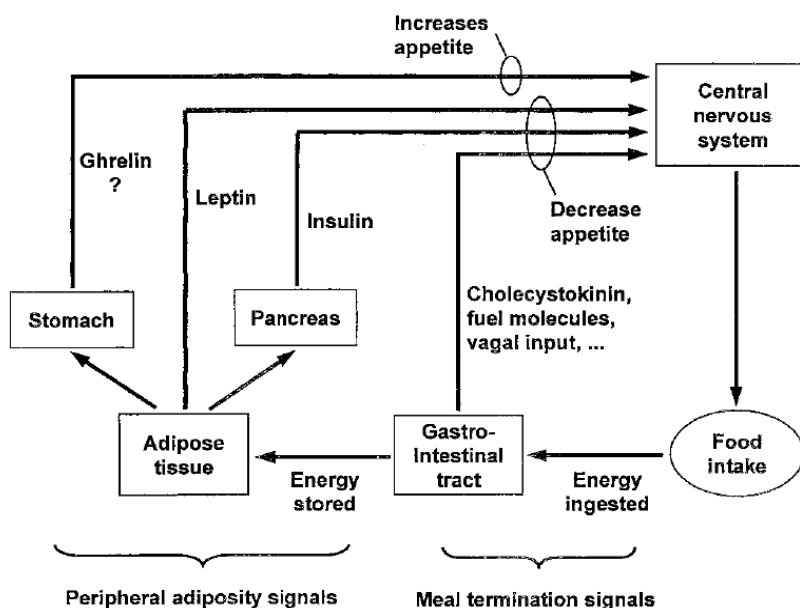 Increases
appetite
Central
nervous
system
Ghrelin
?
Leptin
Insulin
Decrease
appetite
Cholecystokinin,
fuel molecules,
vagal input, ...
Stomach
Pancreas
Adipose
tissue
Gastro-
Intestinal
tract
Food
intake
Energy
stored
Energy
ingested
Peripheral adiposity signals
Meal termination signals